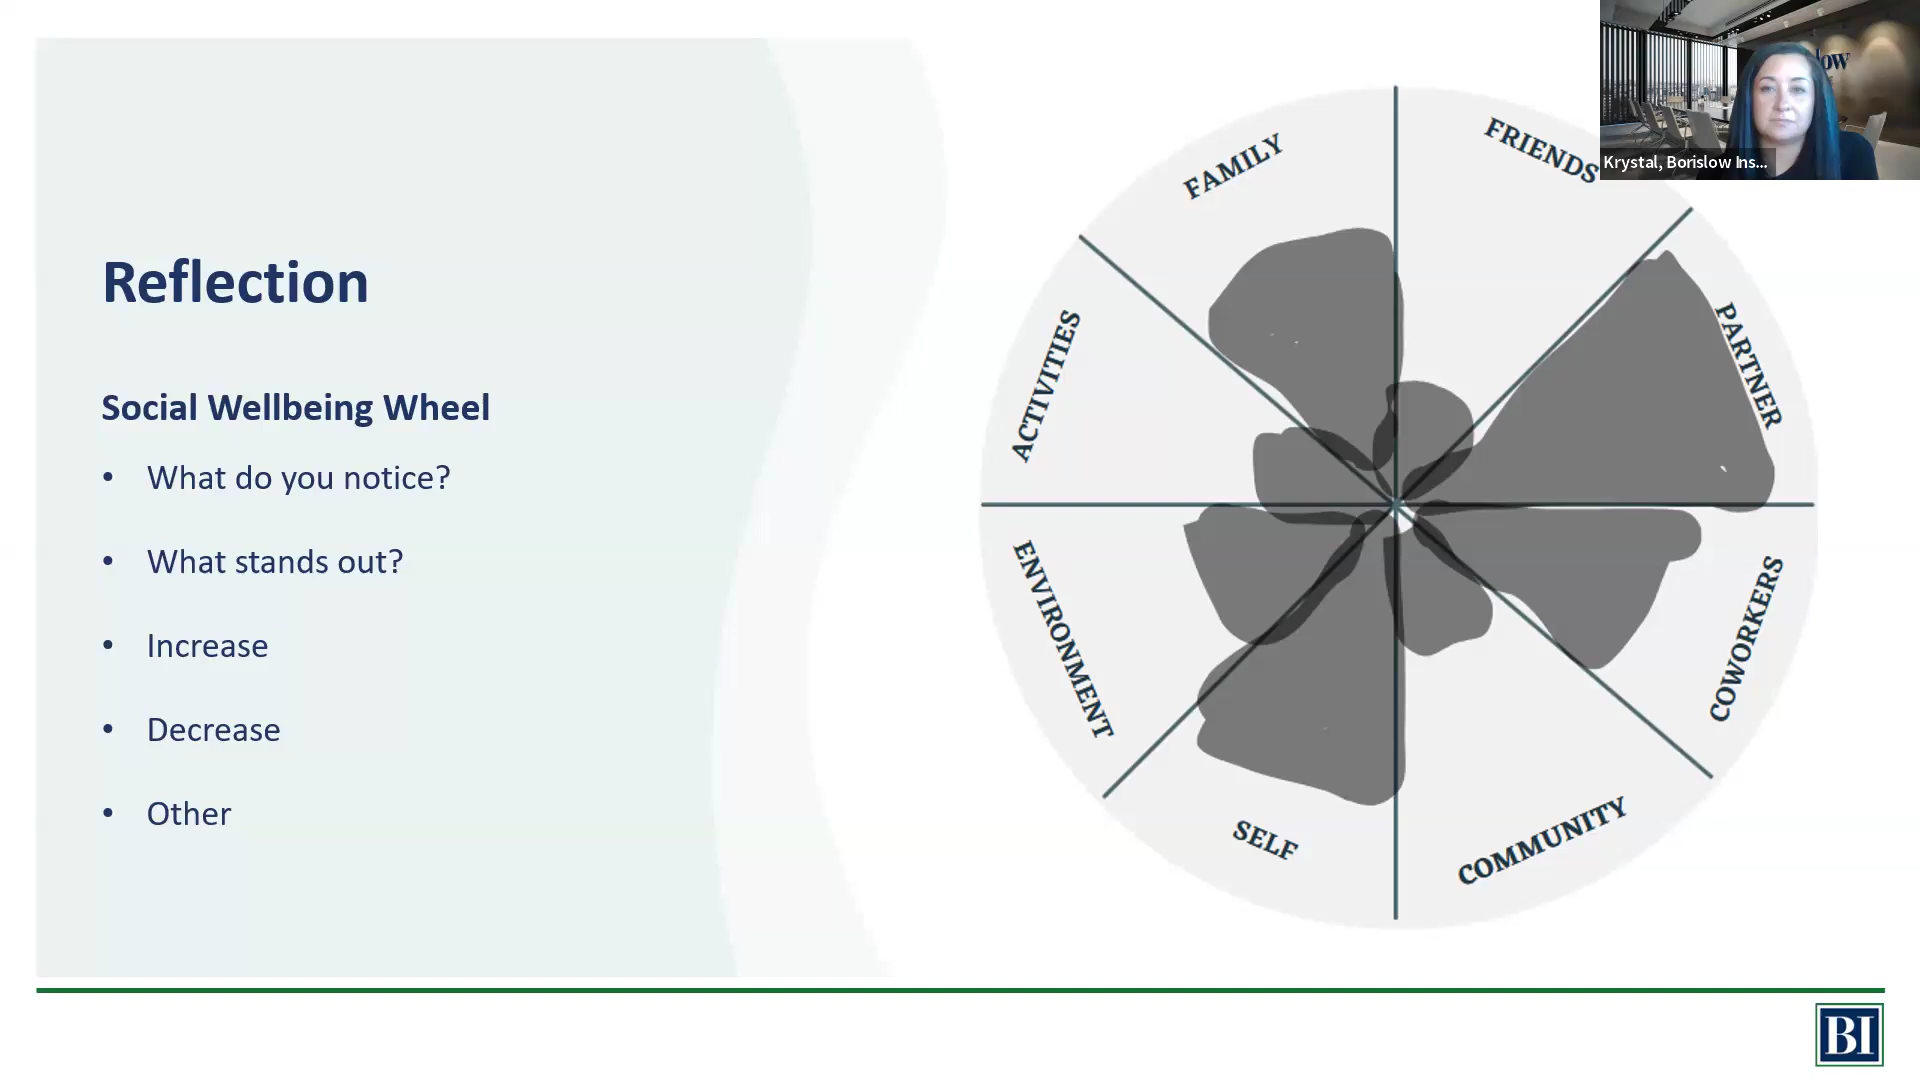 Reflection
Social Wellbeing Wheel
• What do you notice?
• What stands out?
• Increase
• Decrease
• Other
FAMILY
FRIENDS
PARTNER
COWORKERS
COMMUNITY
SELF
ENVIRONMENT
ACTIVITIES
low
Krystal, Borislow Ins...
BI